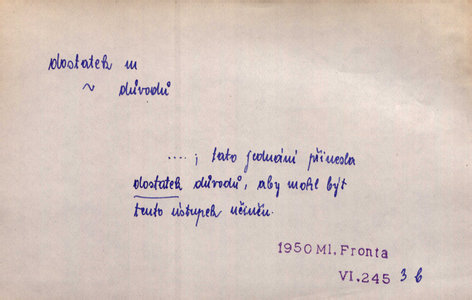 dostatek m
~ důvodů
....; tato jednání přinesla
dostatek důvodů, aby mohl být
tento ústupek učiněn.
1950 Ml. Fronta
VI.245 3 6